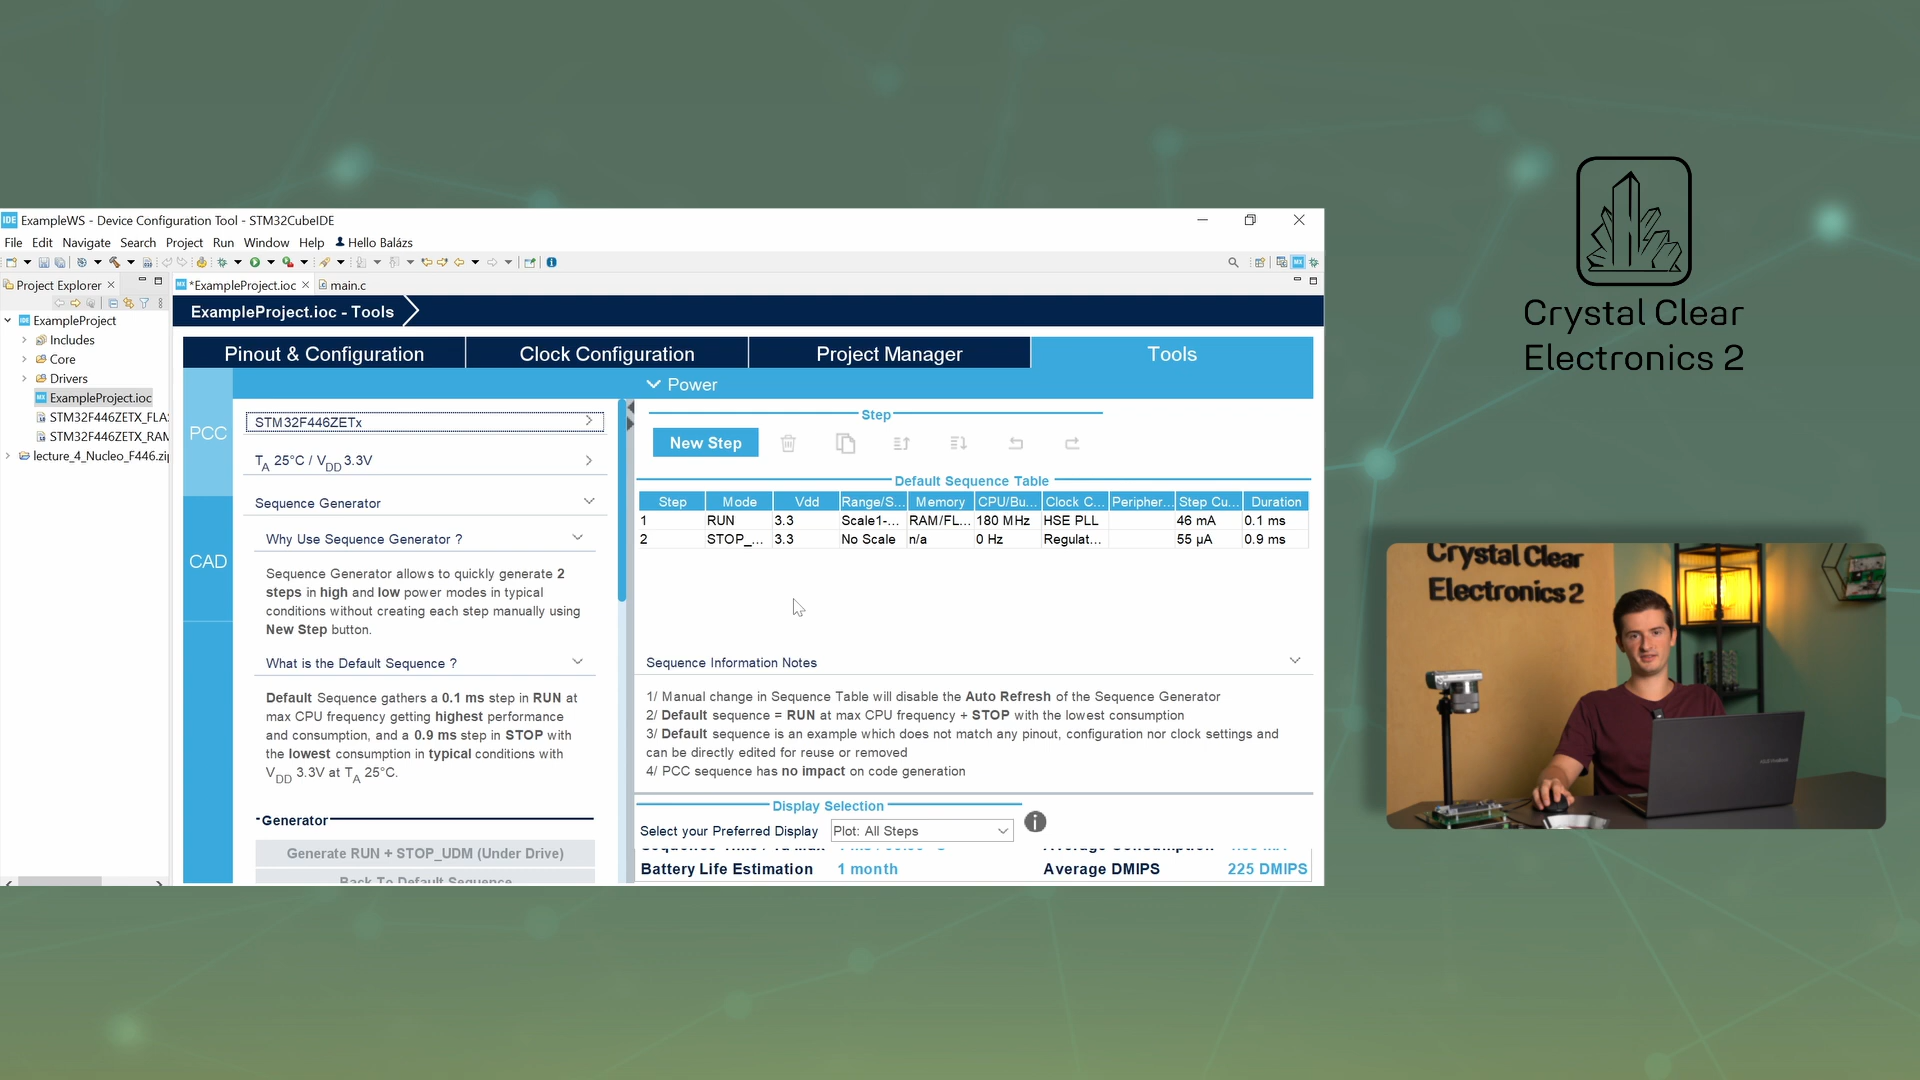 IDE ExampleWS - Device Configuration Tool - STM32CubeIDE
File Edit Navigate Search Project Run Window Help Hello Balázs
Project Explorer
*ExampleProject.ioc
main.c
ExampleProject
Includes
Core
Drivers
ExampleProject.ioc
STM32F446ZETX_FLA
STM32F446ZETX_RAM
lecture_4_Nucleo_F446.zip
ExampleProject.ioc - Tools
Pinout & Configuration
Clock Configuration
Project Manager
Tools
Power
PCC
CAD
STM32F446ZETx
TA 25°C / VDD 3.3V
Sequence Generator
Why Use Sequence Generator ?
Sequence Generator allows to quickly generate 2
steps in high and low power modes in typical
conditions without creating each step manually using
New Step button.
What is the Default Sequence ?
Default Sequence gathers a 0.1 ms step in RUN at
max CPU frequency getting highest performance
and consumption, and a 0.9 ms step in STOP with
the lowest consumption in typical conditions with
VDD 3.3V at TA 25°C.
Generator
Generate RUN + STOP_UDM (Under Drive)
Back To Default Sequence
Step
New Step
Default Sequence Table
Step Mode Vdd Range/S... Memory CPU/Bu... Clock C... Peripher... Step Cu... Duration
1 RUN 3.3 Scale1-... RAM/FL... 180 MHz HSE PLL 46 mA 0.1 ms
2 STOP_... 3.3 No Scale n/a 0 Hz Regulat... 55 µA 0.9 ms
Sequence Information Notes
1/ Manual change in Sequence Table will disable the Auto Refresh of the Sequence Generator
2/ Default sequence = RUN at max CPU frequency + STOP with the lowest consumption
3/ Default sequence is an example which does not match any pinout, configuration nor clock settings and
can be directly edited for reuse or removed
4/ PCC sequence has no impact on code generation
Display Selection
Select your Preferred Display Plot: All Steps
Battery Life Estimation 1 month Average DMIPS 225 DMIPS
Crystal Clear
Electronics 2
Crystal Clear
Electronics 2